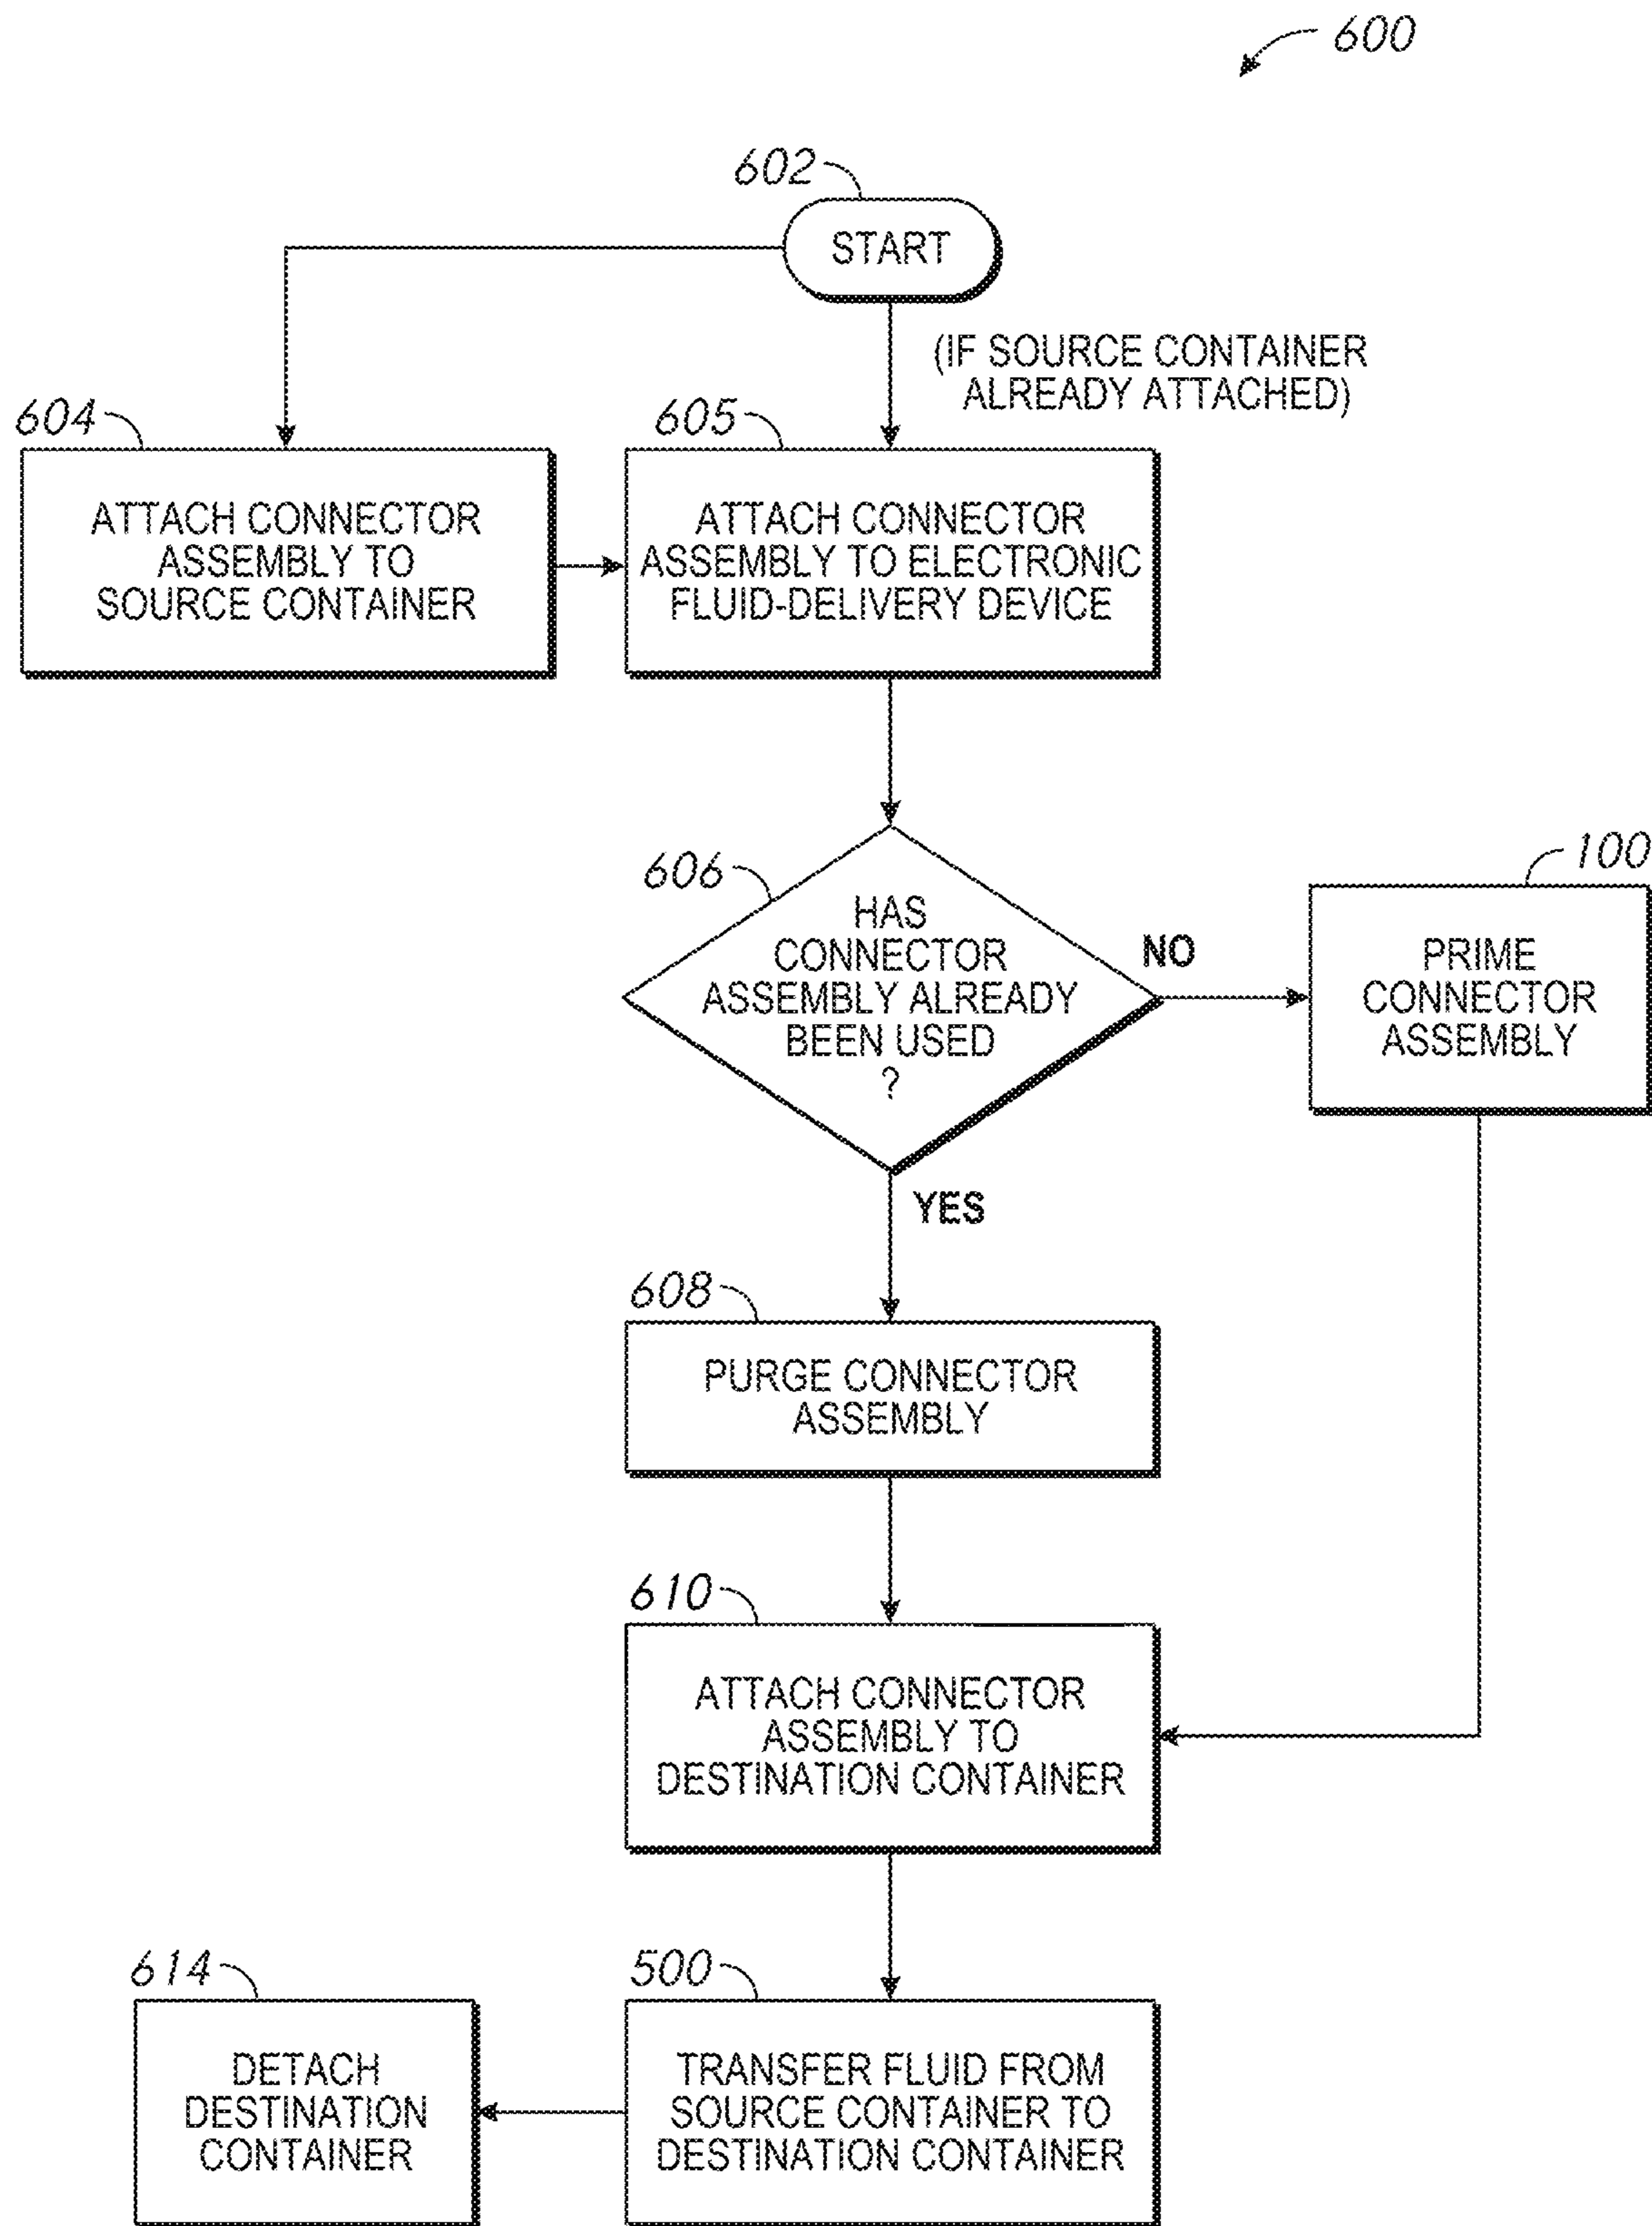 600
602
START
(IF SOURCE CONTAINER
ALREADY ATTACHED)
604
ATTACH CONNECTOR
ASSEMBLY TO
SOURCE CONTAINER
605
ATTACH CONNECTOR
ASSEMBLY TO ELECTRONIC
FLUID-DELIVERY DEVICE
606
HAS
CONNECTOR
ASSEMBLY ALREADY
BEEN USED
?
NO
100
PRIME
CONNECTOR
ASSEMBLY
YES
608
PURGE CONNECTOR
ASSEMBLY
610
ATTACH CONNECTOR
ASSEMBLY TO
DESTINATION CONTAINER
614
DETACH
DESTINATION
CONTAINER
500
TRANSFER FLUID FROM
SOURCE CONTAINER TO
DESTINATION CONTAINER